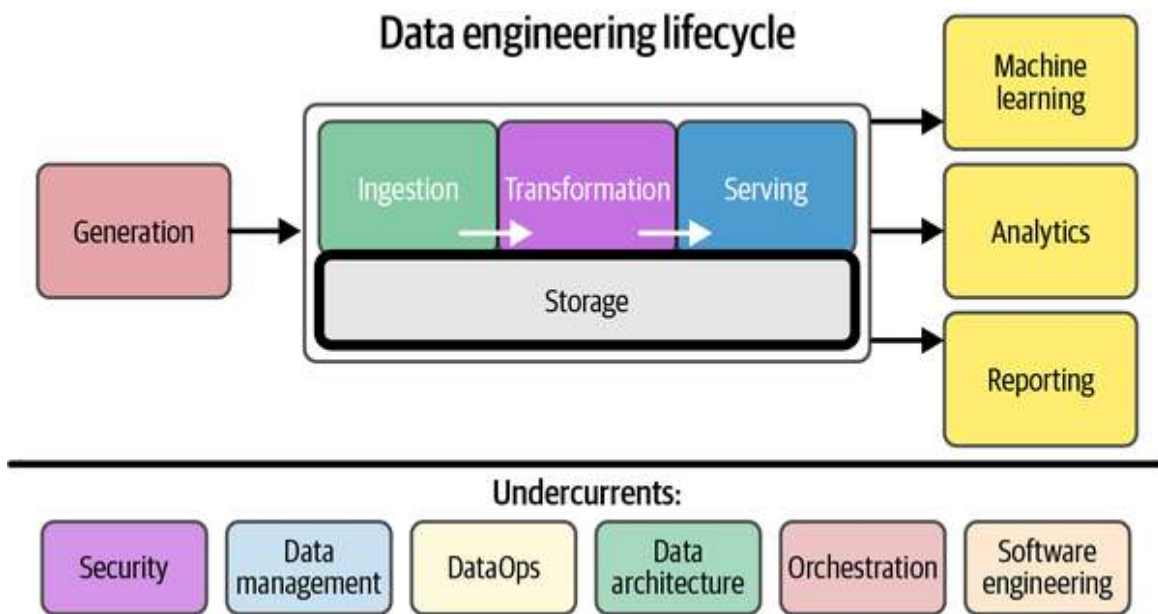 Data engineering lifecycle
Machine
learning
Ingestion
Transformation
Serving
Generation
Analytics
Storage
Reporting
Undercurrents:
Security
Data
management
DataOps
Data
architecture
Orchestration
Software
engineering